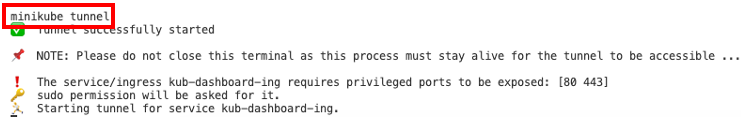 minikube tunnel
Tunnel successfully started
NOTE: Please do not close this terminal as this process must stay alive for the tunnel to be accessible ...
The service/ingress kub-dashboard-ing requires privileged ports to be exposed: [80 443]
sudo permission will be asked for it.
Starting tunnel for service kub-dashboard-ing.